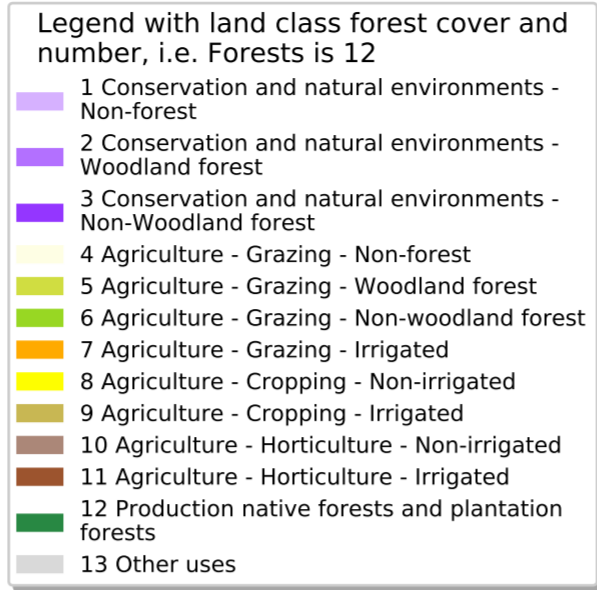 Legend with land class forest cover and
number, i.e. Forests is 12
1 Conservation and natural environments -
Non-forest
2 Conservation and natural environments -
Woodland forest
3 Conservation and natural environments -
Non-Woodland forest
4 Agriculture - Grazing - Non-forest
5 Agriculture - Grazing - Woodland forest
6 Agriculture - Grazing - Non-woodland forest
7 Agriculture - Grazing - Irrigated
8 Agriculture - Cropping - Non-irrigated
9 Agriculture - Cropping - Irrigated
10 Agriculture - Horticulture - Non-irrigated
11 Agriculture - Horticulture - Irrigated
12 Production native forests and plantation
forests
13 Other uses